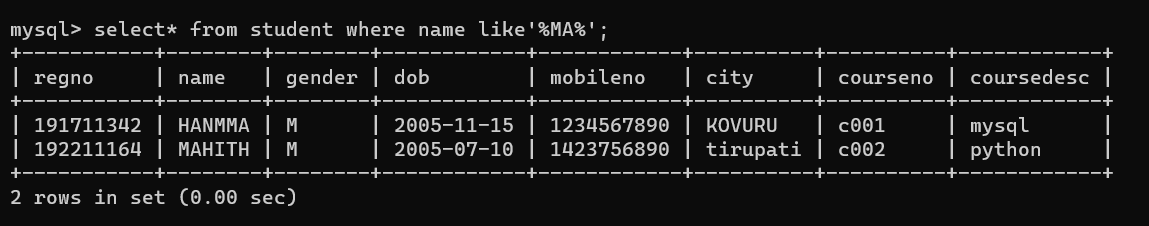 mysql> select* from student where name like'%MA%';
+-----------+--------+--------+------------+------------+----------+----------+------------+
| regno     | name   | gender | dob        | mobileno   | city     | courseno | coursedesc |
+-----------+--------+--------+------------+------------+----------+----------+------------+
| 191711342 | HANMMA | M      | 2005-11-15 | 1234567890 | KOVURU   | c001     | mysql      |
| 192211164 | MAHITH | M      | 2005-07-10 | 1423756890 | tirupati | c002     | python     |
+-----------+--------+--------+------------+------------+----------+----------+------------+
2 rows in set (0.00 sec)